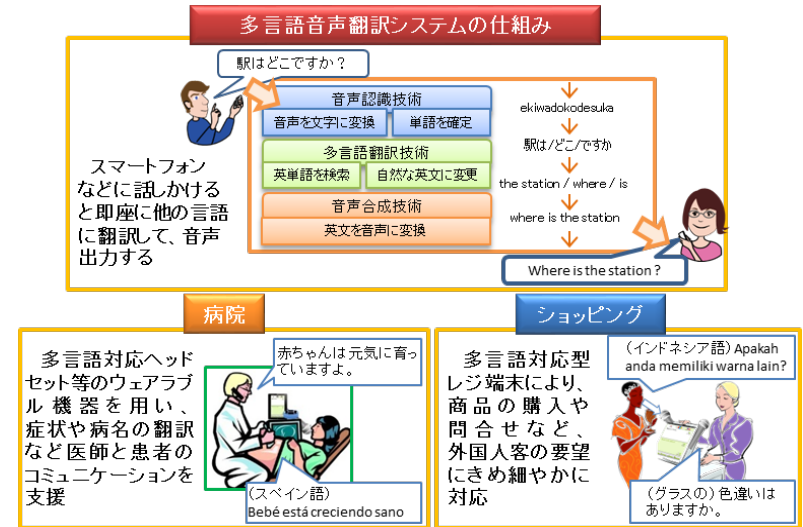 多言語音声翻訳システムの仕組み
駅はどこですか？
スマートフォン
などに話しかける
と即座に他の言語
に翻訳して、音声
出力する
音声認識技術
音声を文字に変換
単語を確定
多言語翻訳技術
英単語を検索
自然な英文に変更
音声合成技術
英文を音声に変換
ekiwadokodesuka
駅は/どこ/ですか
the station / where / is
where is the station
Where is the station？
病院
多言語対応ヘッド
セット等のウェアラブ
ル機器を用い、
症状や病名の翻訳
など医師と患者の
コミュニケーションを
支援
赤ちゃんは元気に育っ
ていますよ。
（スペイン語）
Bebé está creciendo sano
ショッピング
多言語対応型
レジ端末により、
商品の購入や
問合せなど、
外国人客の要望
にきめ細やかに
対応
（インドネシア語）Apakah
anda memiliki warna lain?
（グラスの）色違いは
ありますか。